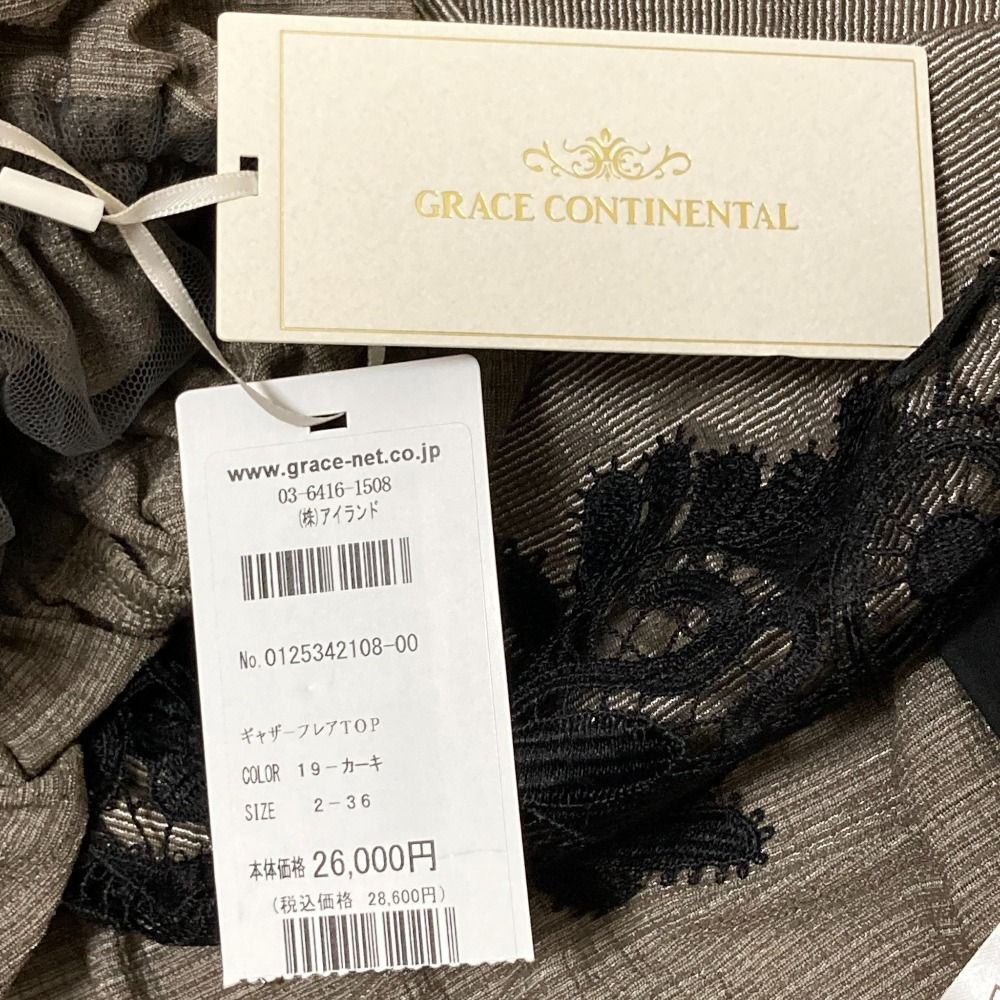 GRACE CONTINENTAL
www.grace-net.co.jp
03-6416-1508
(株)アイランド
No.0125342108-00
ギャザーフレアTOP
COLOR 19-カーキ
SIZE 2-36
本体価格 26,000円
(税込価格 28,600円)